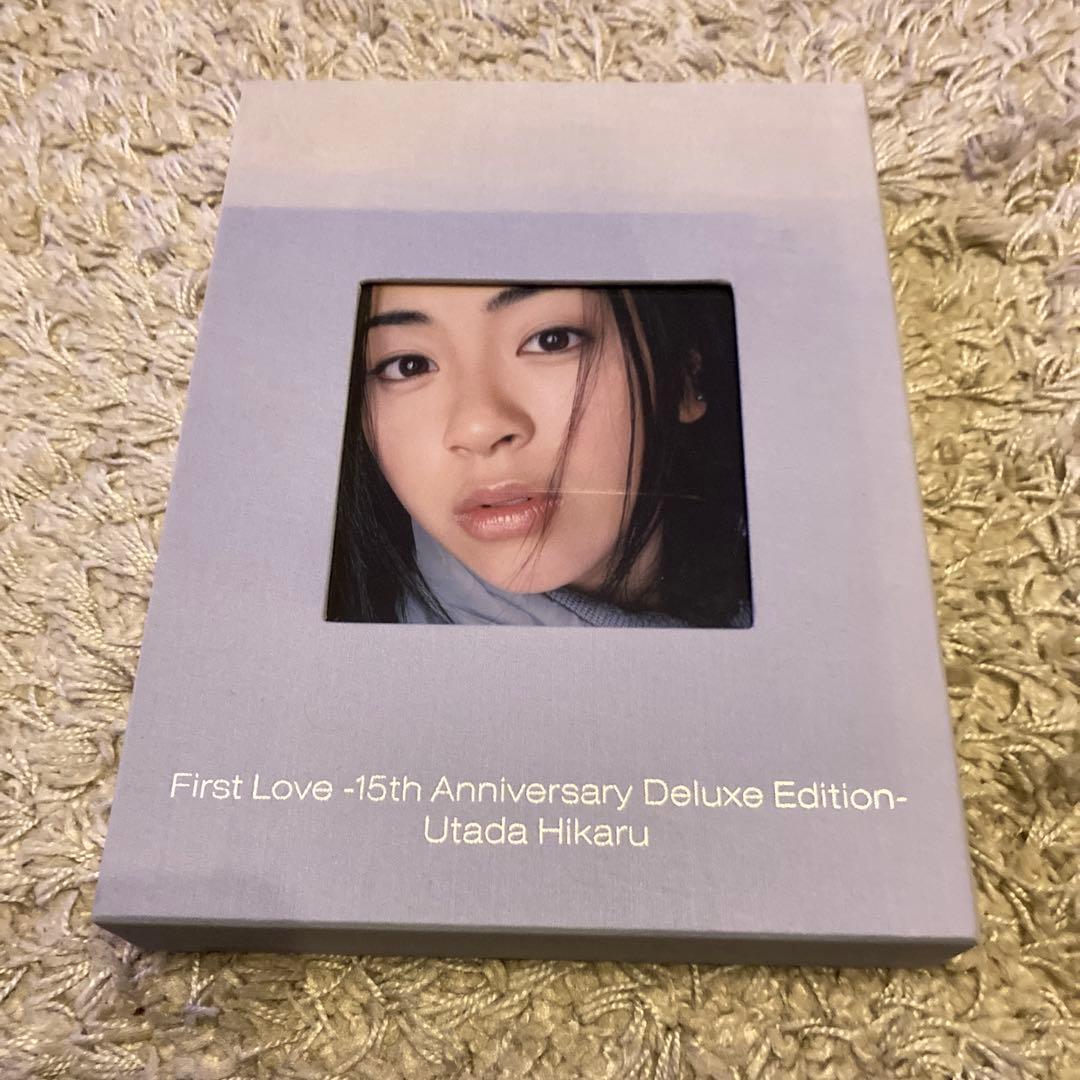 First Love -15th Anniversary Deluxe Edition-
Utada Hikaru